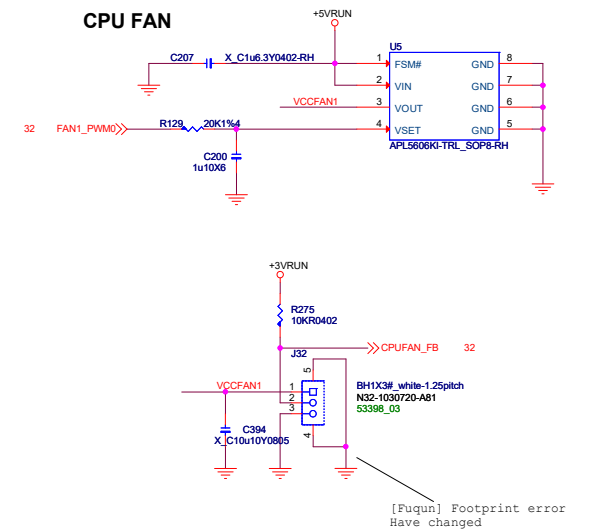 CPU FAN
+5VRUN
U5
C207 X_C1u6.3Y0402-RH
1 FSM# GND 8
2 VIN GND 7
VCCFAN1 3 VOUT GND 6
32 FAN1_PWM0 R129 20K1%4 4 VSET GND 5
APL5606KI-TRL_SOP8-RH
C200
1u10X6
+3VRUN
R275
10KR0402
J32
CPUFAN_FB 32
5
VCCFAN1 1
2
3
4
BH1X3#_white-1.25pitch
N32-1030720-A81
53398_03
C394
X_C10u10Y0805
[Fuqun] Footprint error
Have changed